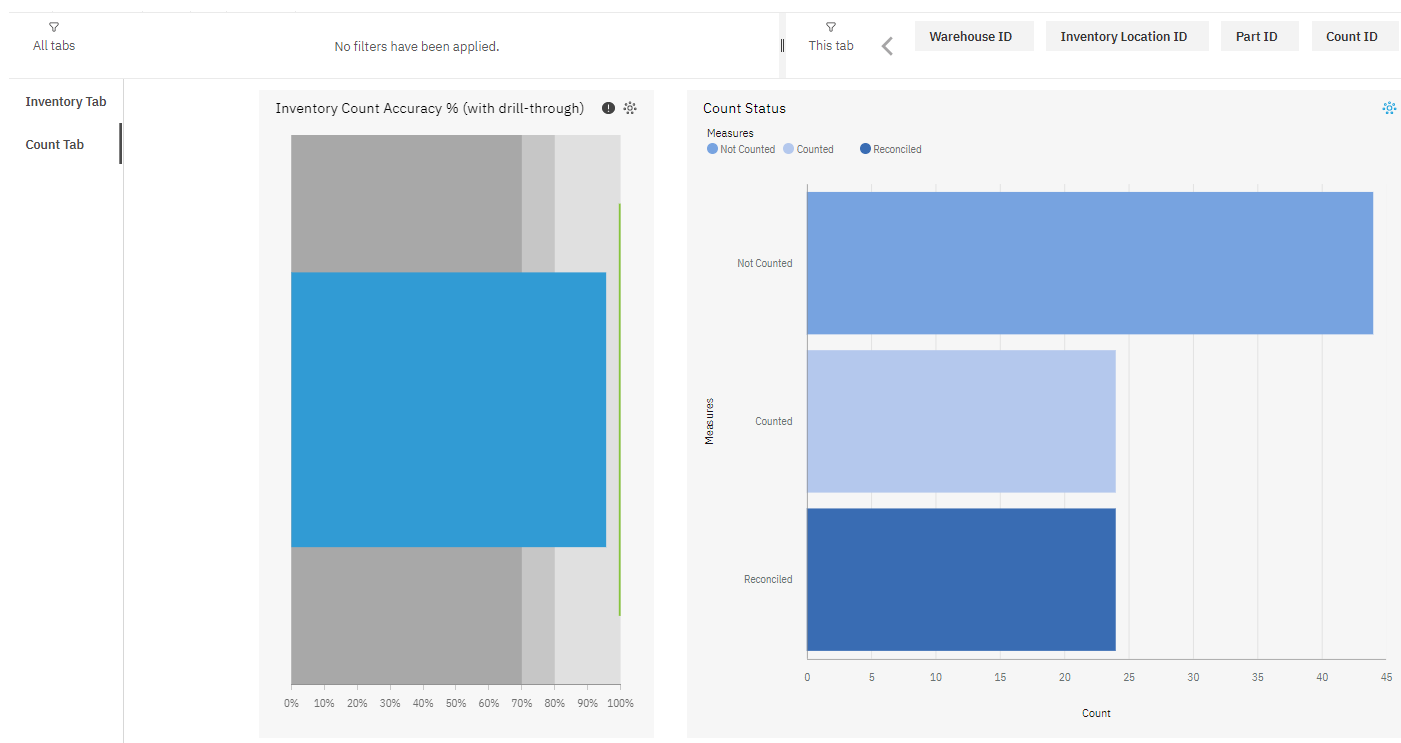 All tabs
No filters have been applied.
This tab
Warehouse ID
Inventory Location ID
Part ID
Count ID
Inventory Tab
Count Tab
Inventory Count Accuracy % (with drill-through)
0% 10% 20% 30% 40% 50% 60% 70% 80% 90% 100%
Count Status
Measures
Not Counted Counted Reconciled
Measures
Not Counted
Counted
Reconciled
0 5 10 15 20 25 30 35 40 45
Count